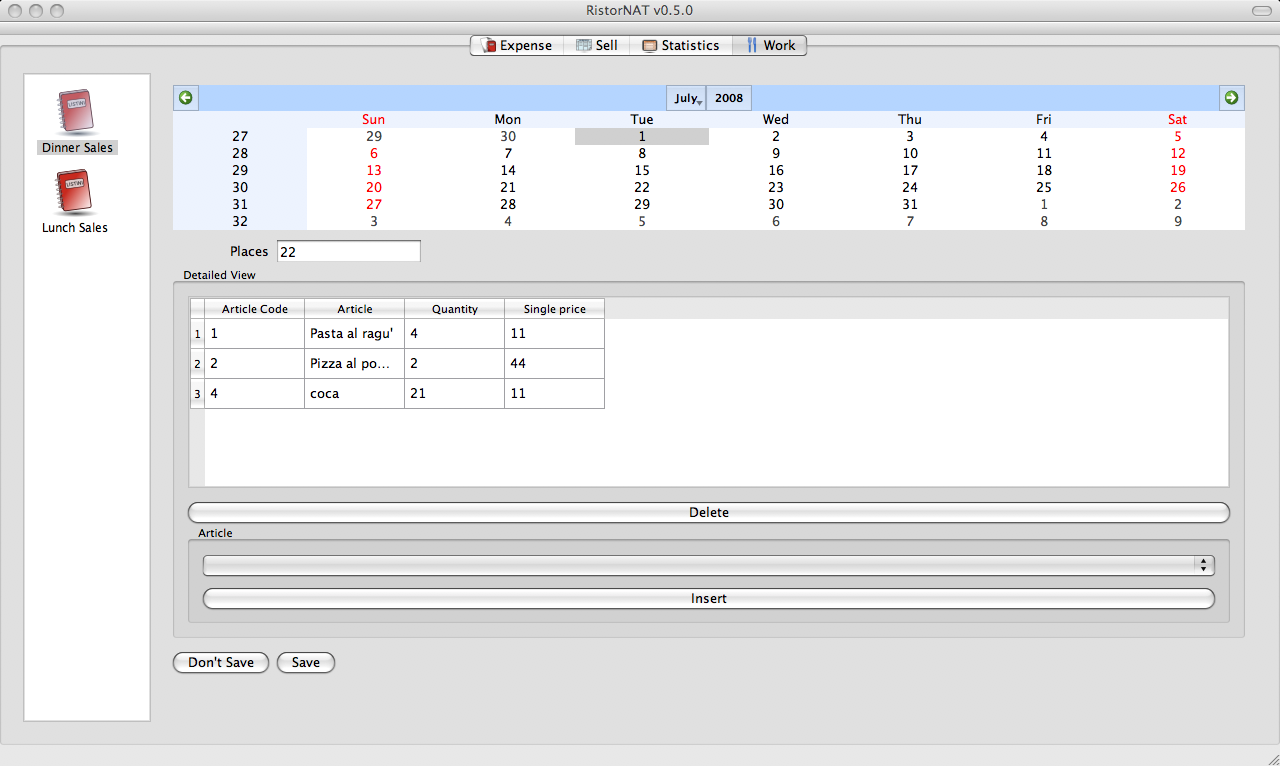 RistorNAT v0.5.0
Expense Sell Statistics Work
LISTINI
Dinner Sales
LISTINI
Lunch Sales
July 2008
Sun Mon Tue Wed Thu Fri Sat
27 29 30 1 2 3 4 5
28 6 7 8 9 10 11 12
29 13 14 15 16 17 18 19
30 20 21 22 23 24 25 26
31 27 28 29 30 31 1 2
32 3 4 5 6 7 8 9
Places 22
Detailed View
Article Code Article Quantity Single price
1 1 Pasta al ragu' 4 11
2 2 Pizza al po... 2 44
3 4 coca 21 11
Delete
Article
Insert
Don't Save Save